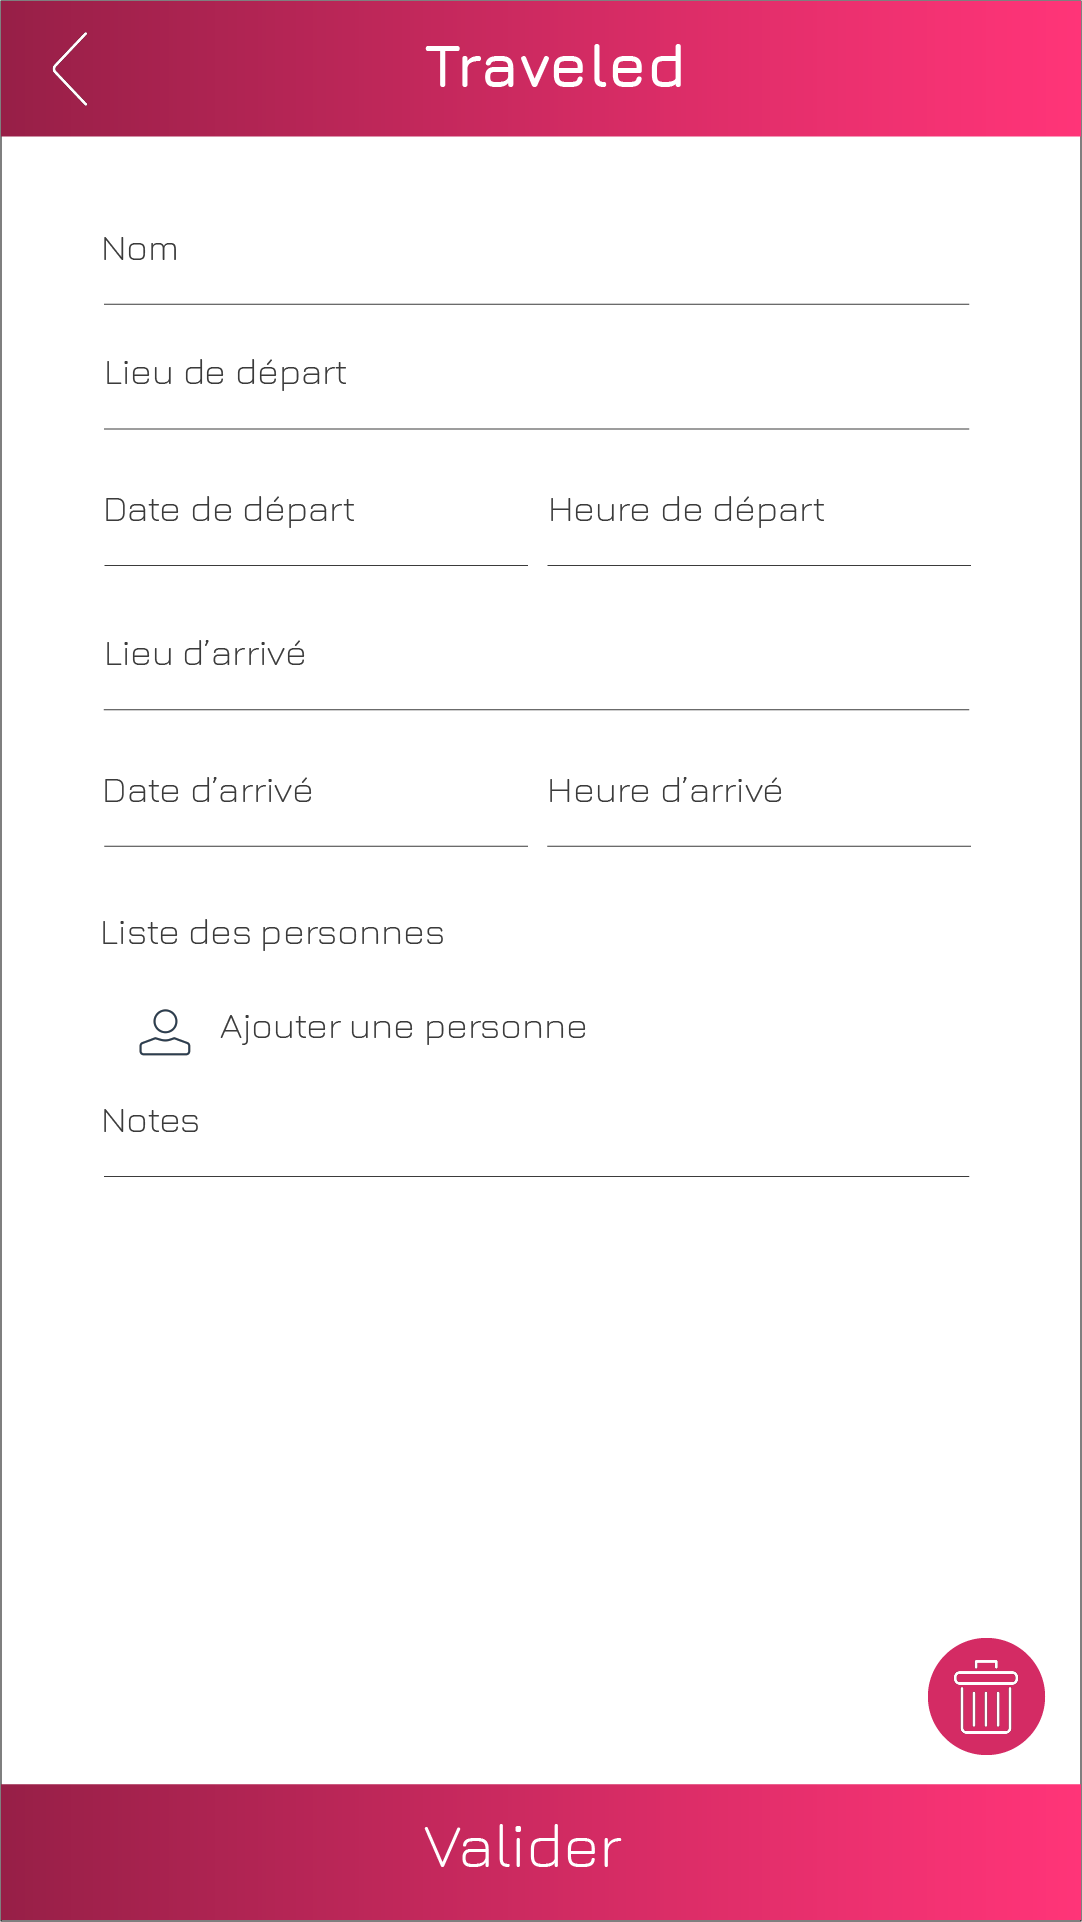 Traveled
Nom
Lieu de départ
Date de départ Heure de départ
Lieu d’arrivé
Date d’arrivé Heure d’arrivé
Liste des personnes
Ajouter une personne
Notes
Valider